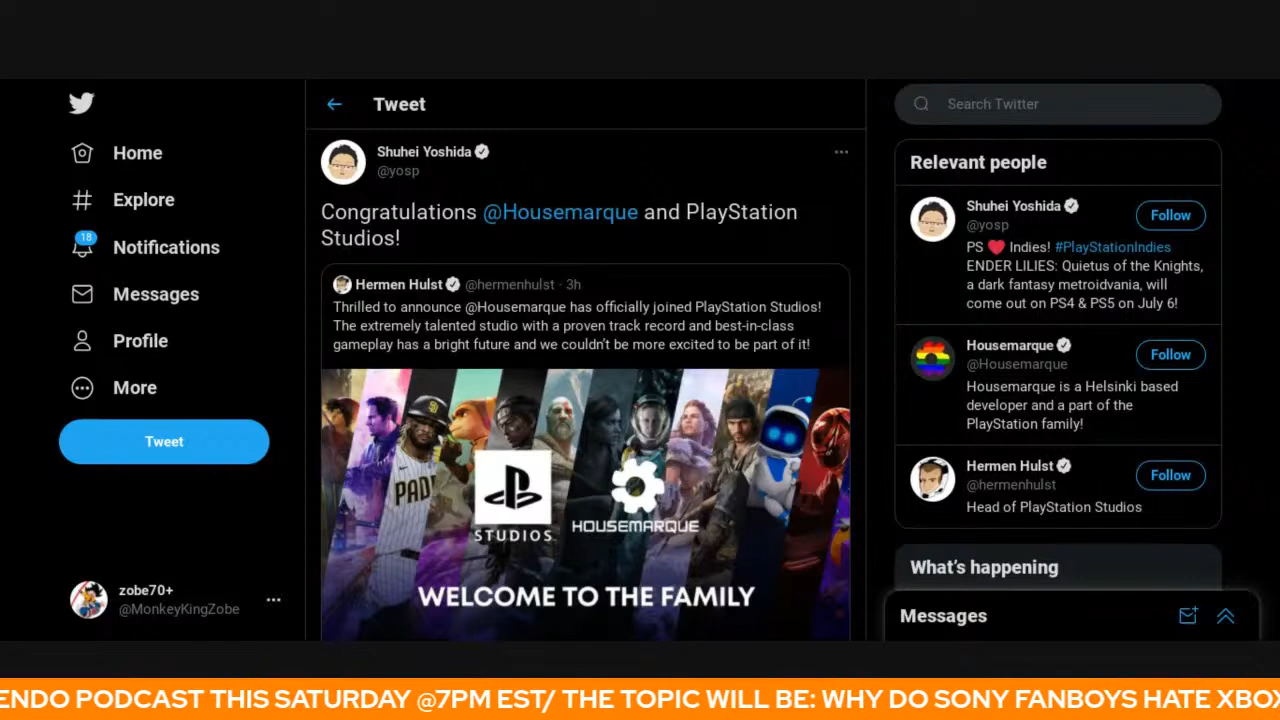 Home
Explore
18
Notifications
Messages
Profile
More
Tweet
zobe70+
@MonkeyKingZobe
Tweet
Shuhei Yoshida
@yosp
Congratulations @Housemarque and PlayStation
Studios!
Hermen Hulst @hermenhulst · 3h
Thrilled to announce @Housemarque has officially joined PlayStation Studios!
The extremely talented studio with a proven track record and best-in-class
gameplay has a bright future and we couldn't be more excited to be part of it!
PAD
STUDIOS
HOUSEMARQUE
WELCOME TO THE FAMILY
Search Twitter
Relevant people
Shuhei Yoshida
@yosp
Follow
PS ❤️ Indies! #PlayStationIndies
ENDER LILIES: Quietus of the Knights,
a dark fantasy metroidvania, will
come out on PS4 & PS5 on July 6!
Housemarque
@Housemarque
Follow
Housemarque is a Helsinki based
developer and a part of the
PlayStation family!
Hermen Hulst
@hermenhulst
Follow
Head of PlayStation Studios
What's happening
Messages
ENDO PODCAST THIS SATURDAY @7PM EST/ THE TOPIC WILL BE: WHY DO SONY FANBOYS HATE XBOX